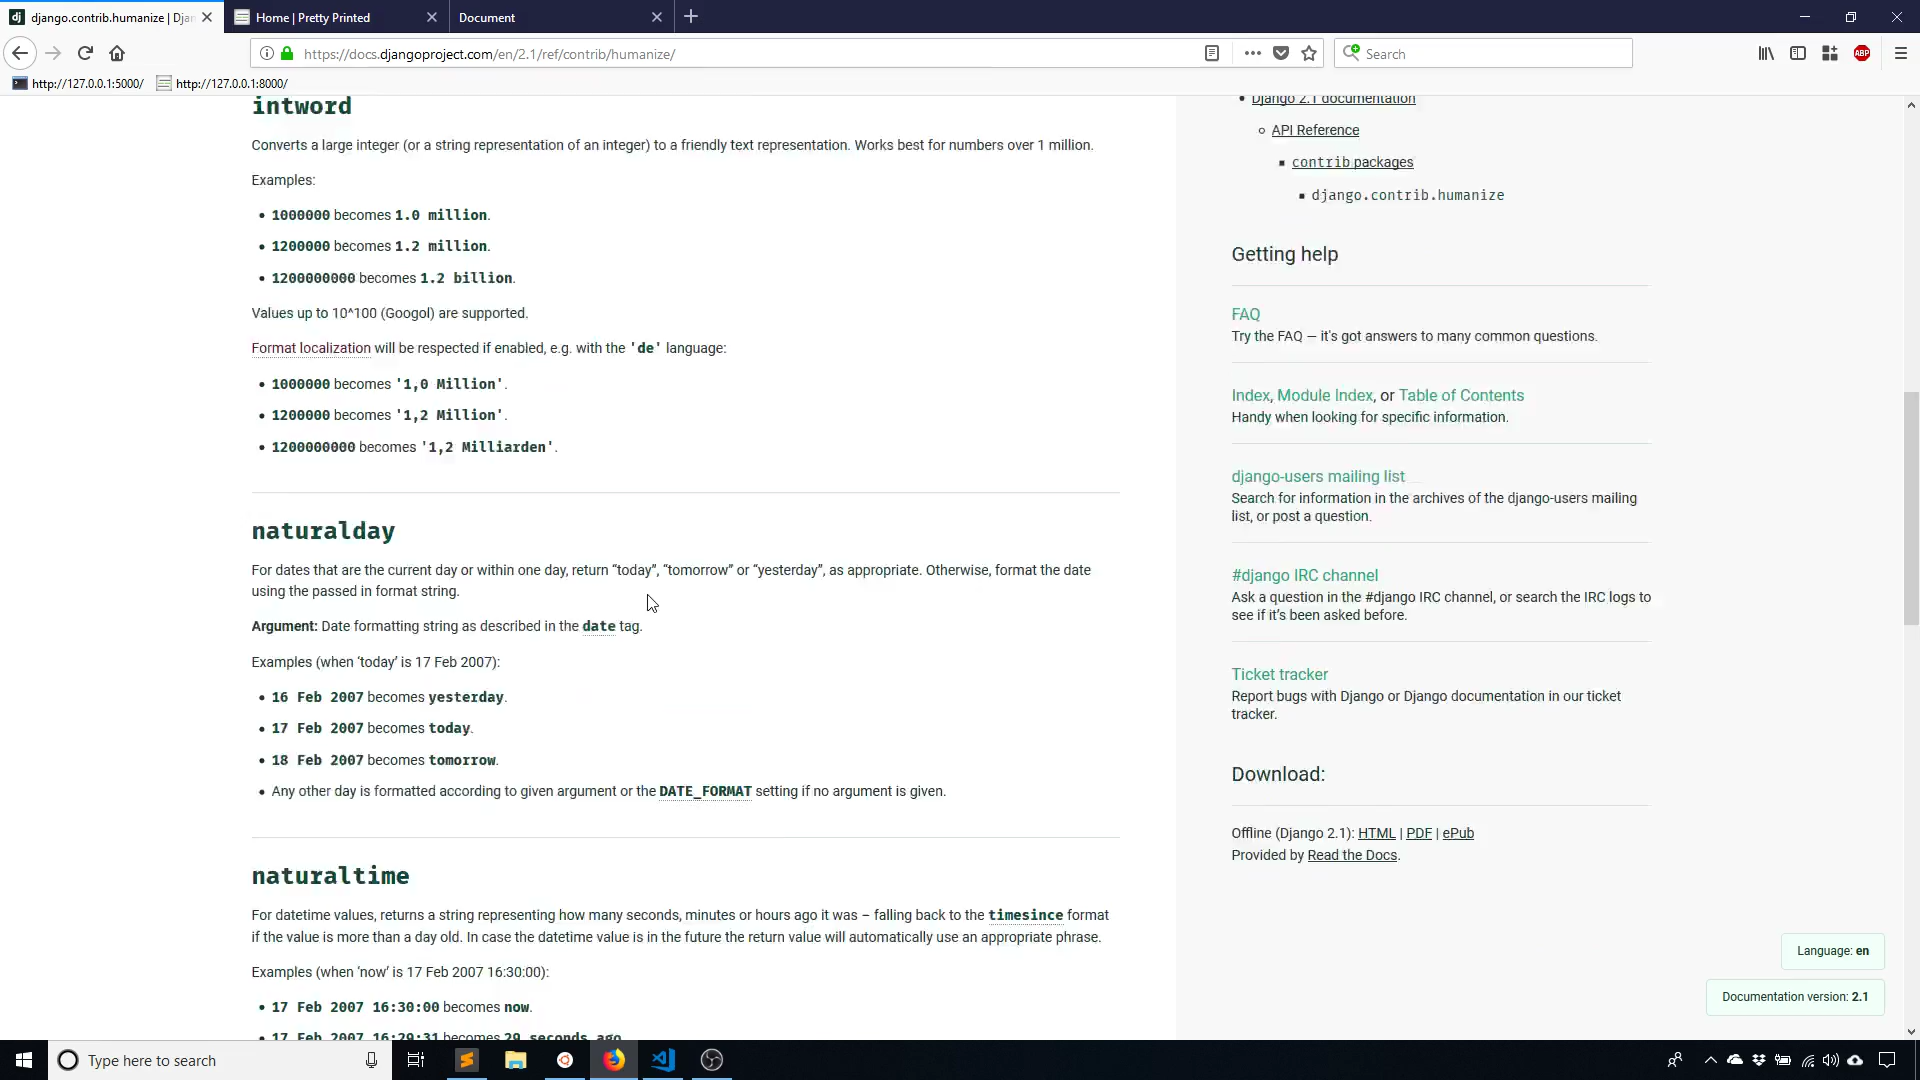 django.contrib.humanize | Djan
Home | Pretty Printed
Document
https://docs.djangoproject.com/en/2.1/ref/contrib/humanize/
Search
ABP
http://127.0.0.1:5000/
http://127.0.0.1:8000/
intword
Converts a large integer (or a string representation of an integer) to a friendly text representation. Works best for numbers over 1 million.
Examples:
1000000 becomes 1.0 million.
1200000 becomes 1.2 million.
1200000000 becomes 1.2 billion.
Values up to 10^100 (Googol) are supported.
Format localization will be respected if enabled, e.g. with the 'de' language:
1000000 becomes '1,0 Million'.
1200000 becomes '1,2 Million'.
1200000000 becomes '1,2 Milliarden'.
naturalday
For dates that are the current day or within one day, return “today”, “tomorrow” or “yesterday”, as appropriate. Otherwise, format the date
using the passed in format string.
Argument: Date formatting string as described in the date tag.
Examples (when ‘today’ is 17 Feb 2007):
16 Feb 2007 becomes yesterday.
17 Feb 2007 becomes today.
18 Feb 2007 becomes tomorrow.
Any other day is formatted according to given argument or the DATE_FORMAT setting if no argument is given.
naturaltime
For datetime values, returns a string representing how many seconds, minutes or hours ago it was – falling back to the timesince format
if the value is more than a day old. In case the datetime value is in the future the return value will automatically use an appropriate phrase.
Examples (when ‘now’ is 17 Feb 2007 16:30:00):
17 Feb 2007 16:30:00 becomes now.
17 Feb 2007 16:29:31 becomes 29 seconds ago
Django 2.1 documentation
API Reference
contrib packages
django.contrib.humanize
Getting help
FAQ
Try the FAQ — it's got answers to many common questions.
Index, Module Index, or Table of Contents
Handy when looking for specific information.
django-users mailing list
Search for information in the archives of the django-users mailing
list, or post a question.
#django IRC channel
Ask a question in the #django IRC channel, or search the IRC logs to
see if it’s been asked before.
Ticket tracker
Report bugs with Django or Django documentation in our ticket
tracker.
Download:
Offline (Django 2.1): HTML | PDF | ePub
Provided by Read the Docs.
Language: en
Documentation version: 2.1
Type here to search